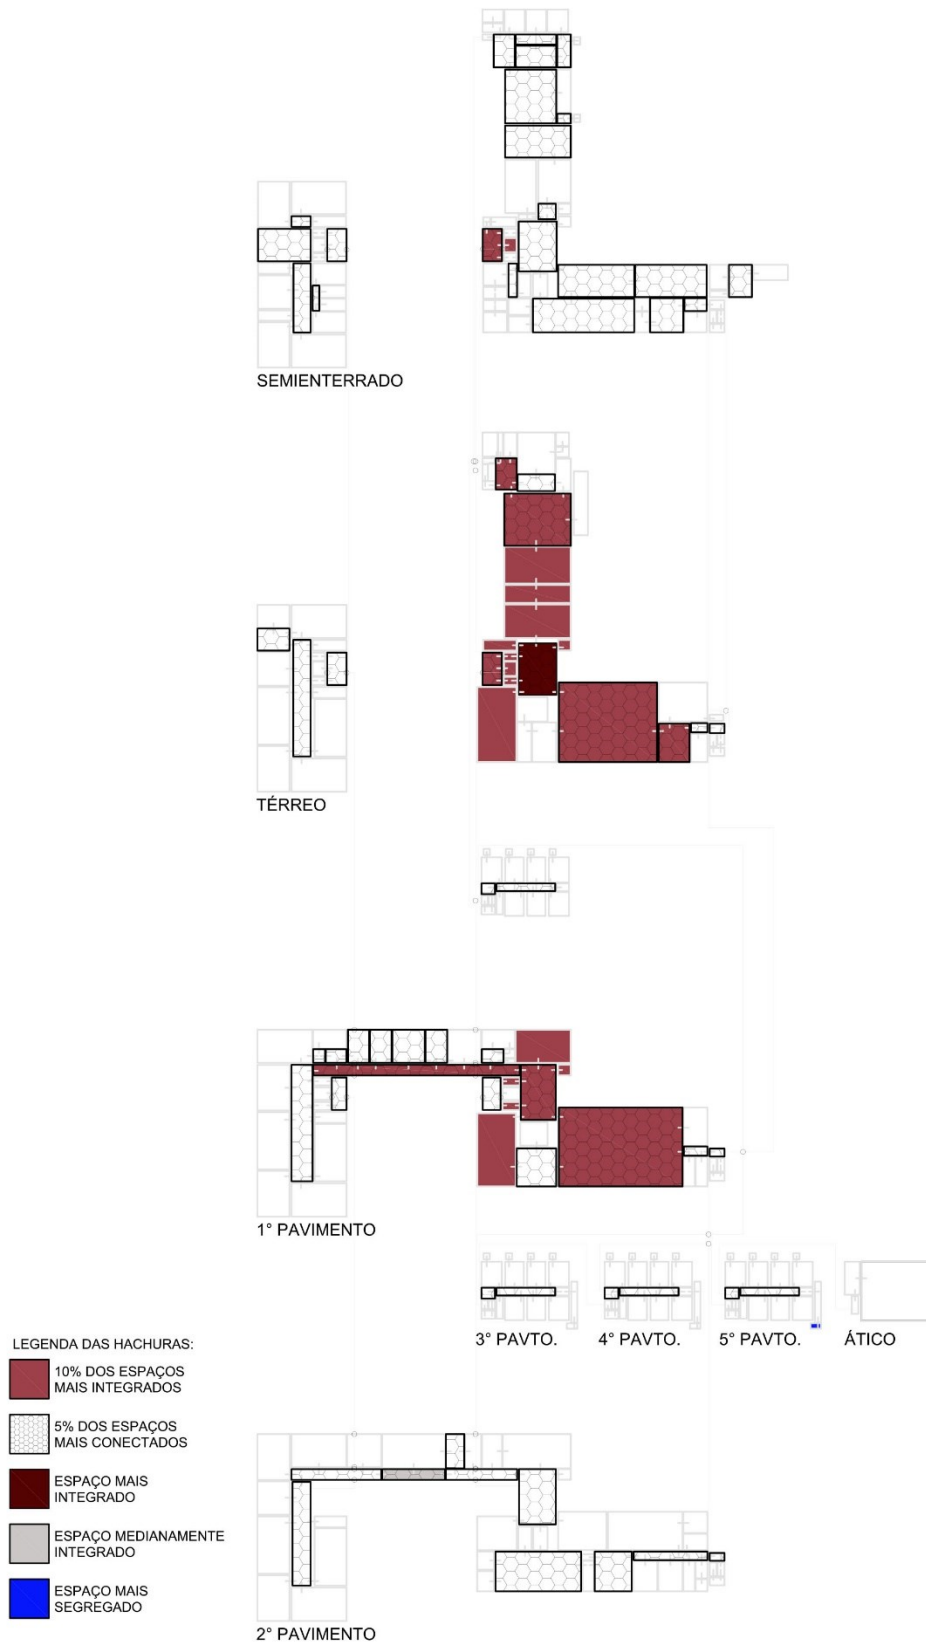 SEMIENTERRADO
TÉRREO
1° PAVIMENTO
3° PAVTO.
4° PAVTO.
5° PAVTO.
ÁTICO
LEGENDA DAS HACHURAS:
10% DOS ESPAÇOS
MAIS INTEGRADOS
5% DOS ESPAÇOS
MAIS CONECTADOS
ESPAÇO MAIS
INTEGRADO
ESPAÇO MEDIANAMENTE
INTEGRADO
ESPAÇO MAIS
SEGREGADO
2° PAVIMENTO